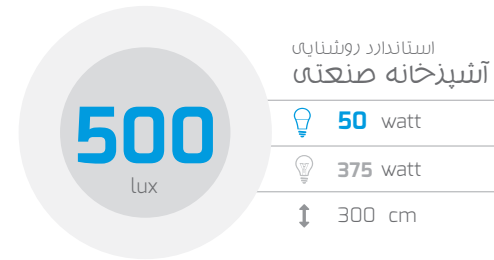 استاندارد روشنایی
آشپزخانه صنعتی
500
lux
50 watt
375 watt
300 cm